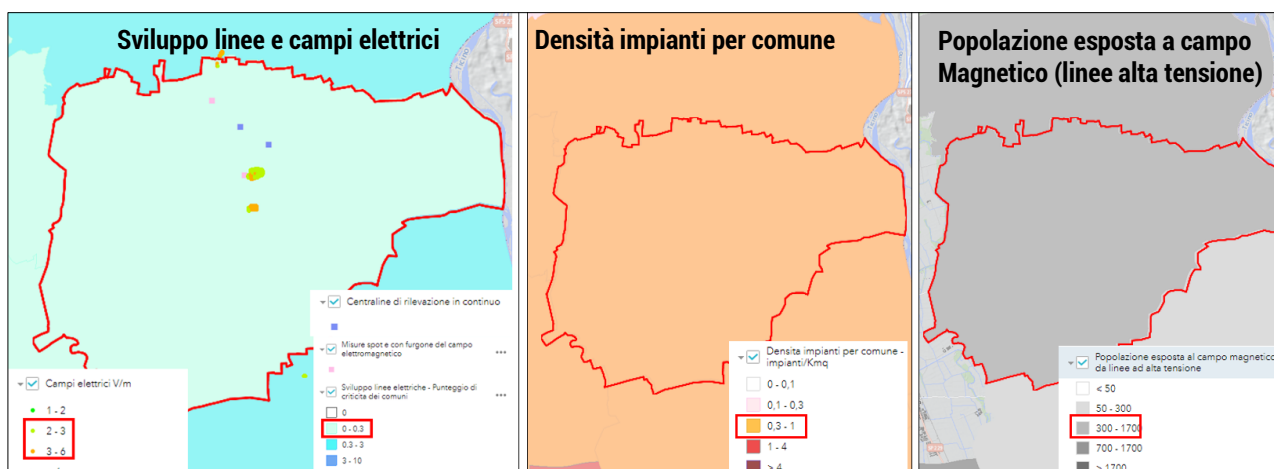 Sviluppo linee e campi elettrici
Ticino
Centraline di rilevazione in continuo
Misure spot e con furgone del campo
elettromagnetico
Sviluppo linee elettriche - Punteggio di
criticita dei comuni
0
0 - 0.3
0.3 - 3
3 - 10
Campi elettrici V/m
1 - 2
2 - 3
3 - 6
Densità impianti per comune
Densita impianti per comune -
impianti/Kmq
0 - 0,1
0,1 - 0,3
0,3 - 1
1 - 4
> 4
Popolazione esposta a campo
Magnetico (linee alta tensione)
Popolazione esposta al campo magnetico
da linee ad alta tensione
< 50
50 - 300
300 - 1700
700 - 1700
> 1700